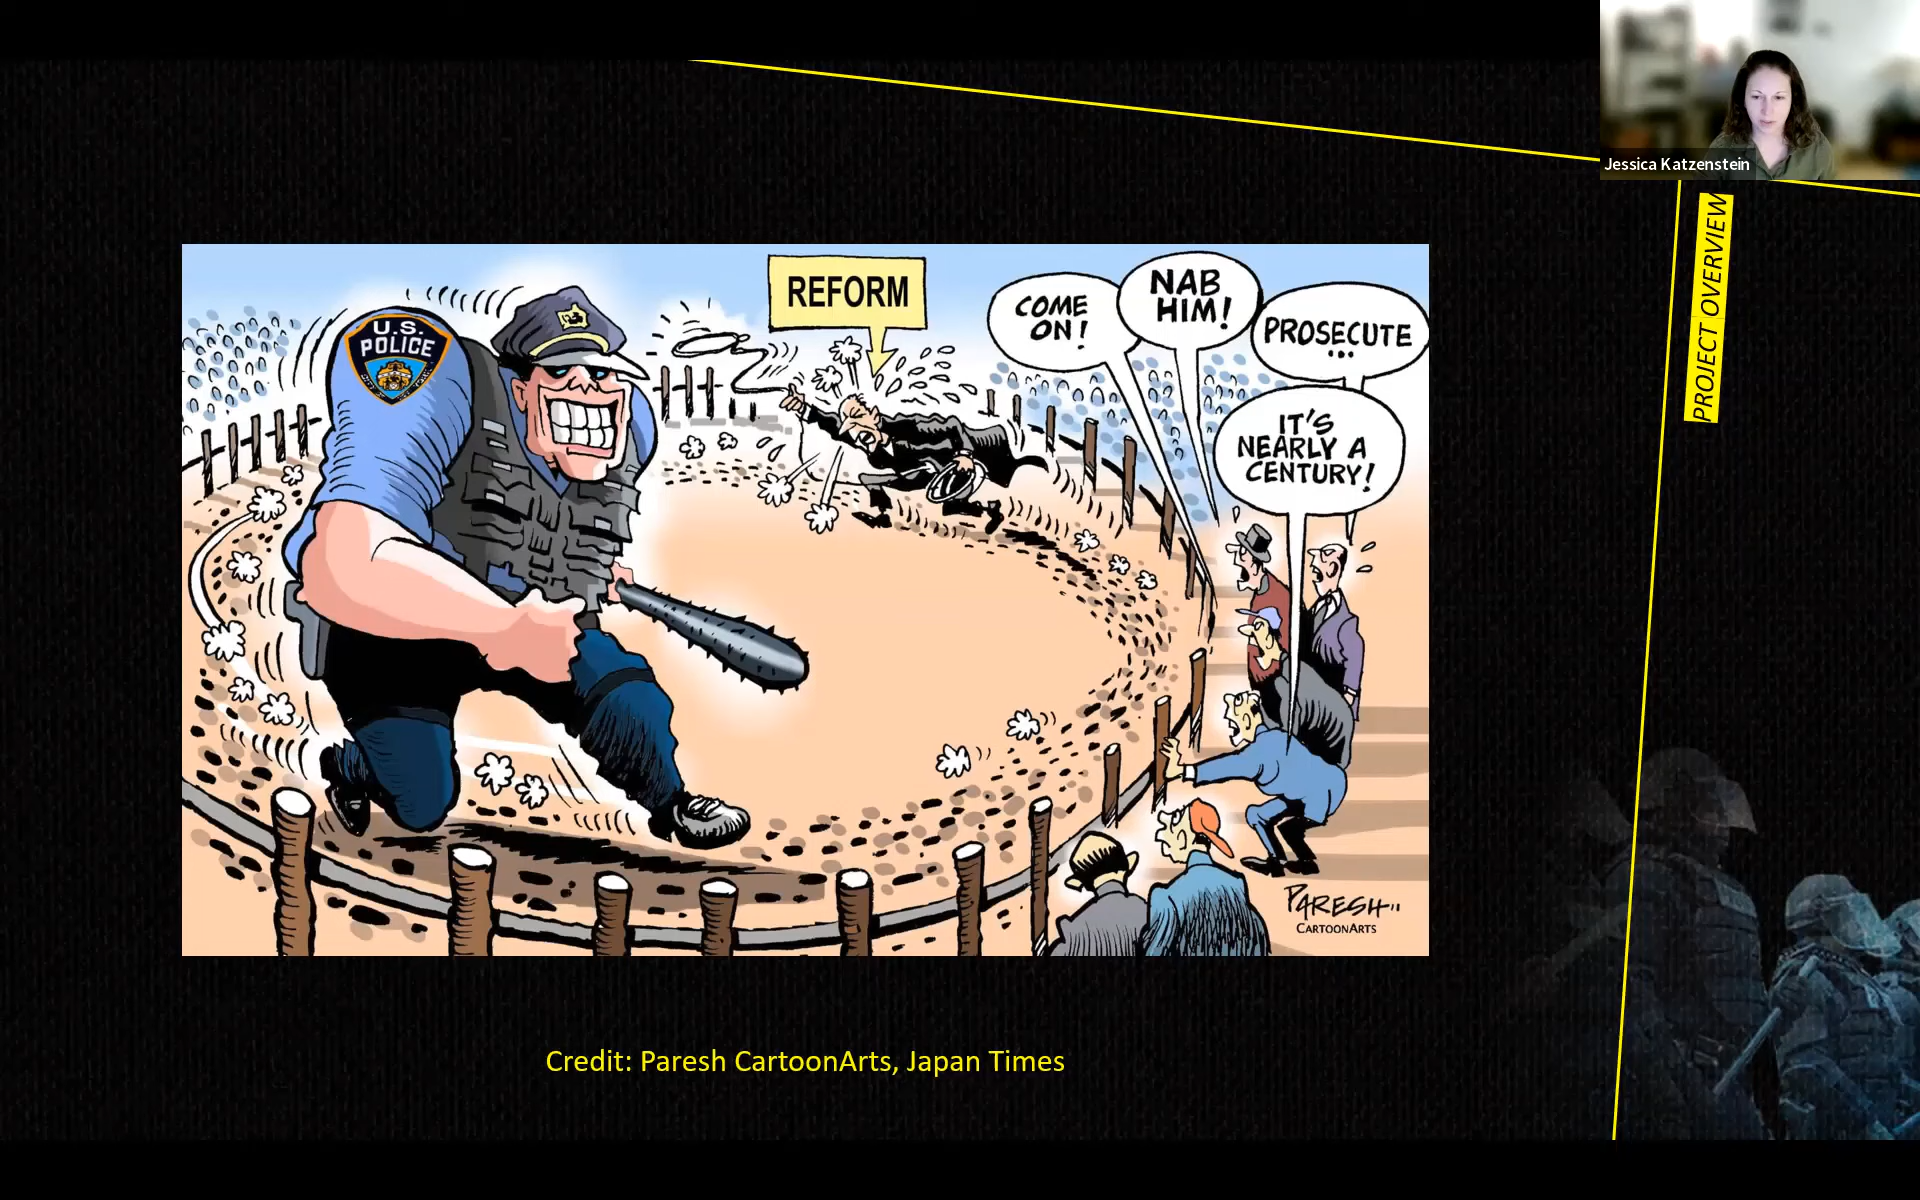 Jessica Katzenstein
PROJECT OVERVIEW
U.S.
POLICE
REFORM
COME
ON!
NAB
HIM!
PROSECUTE
...
IT'S
NEARLY A
CENTURY!
PARESH
CARTOONARTS
Credit: Paresh CartoonArts, Japan Times